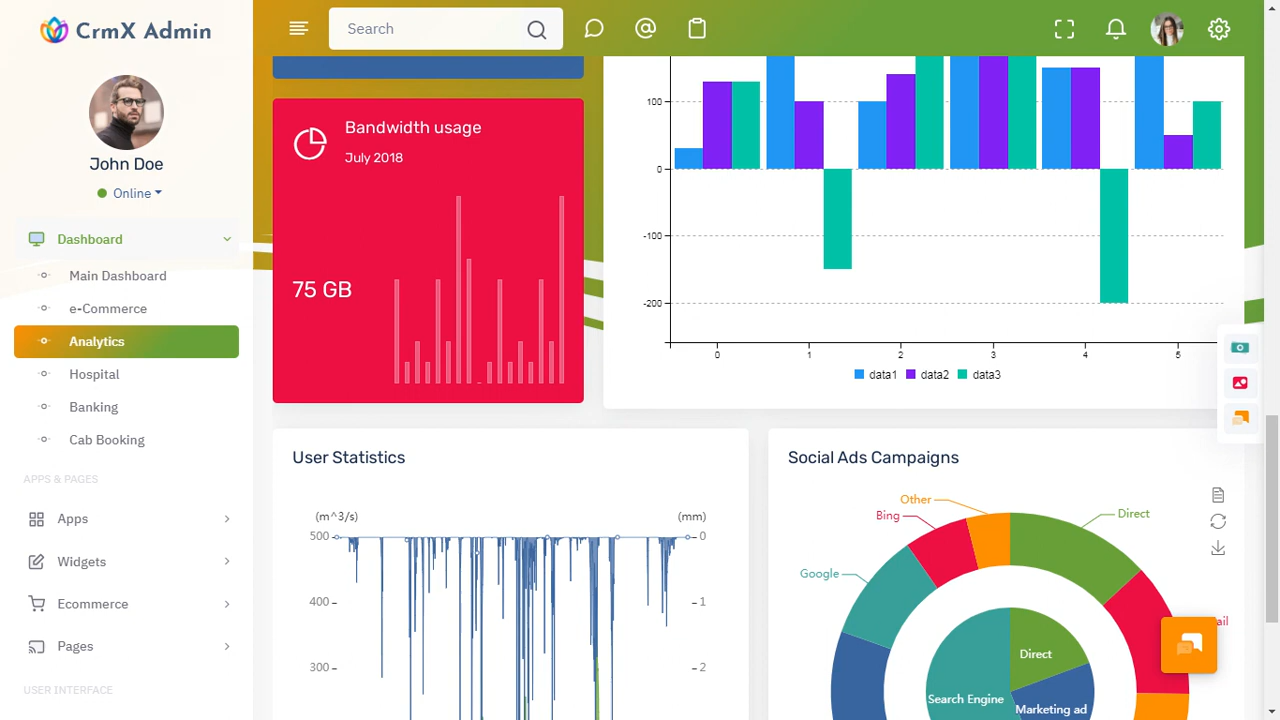 CrmX Admin
Search
John Doe
Online
Dashboard
Main Dashboard
e-Commerce
Analytics
Hospital
Banking
Cab Booking
APPS & PAGES
Apps
Widgets
Ecommerce
Pages
USER INTERFACE
Bandwidth usage
July 2018
75 GB
100
0
-100
-200
0 1 2 3 4 5
data1 data2 data3
User Statistics
(m^3/s) (mm)
500 0
400 1
300 2
Social Ads Campaigns
Other
Bing
Direct
Google
ail
Direct
Search Engine
Marketing ad